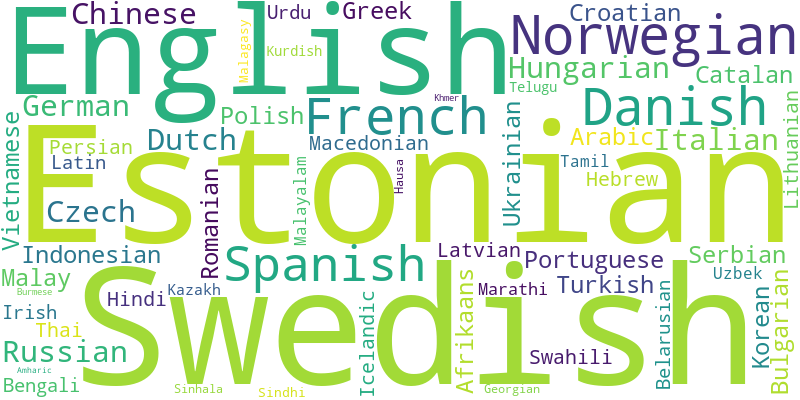 English
Chinese
Urdu
Greek
Malagasy
Kurdish
Croatian
Norwegian
Hungarian
Catalan
Telugu
German
Polish
French
Khmer
Danish
Vietnamese
Persian
Latin
Dutch
Macedonian
Ukrainian
Arabic
Italian
Lithuanian
Estonian
Tamil
Hebrew
Malayalam
Hausa
Czech
Romanian
Indonesian
Spanish
Latvian
Portuguese
Serbian
Malay
Burmese
Swedish
Hindi
Kazakh
Marathi
Turkish
Uzbek
Irish
Thai
Icelandic
Afrikaans
Belarusian
Korean
Bulgarian
Russian
Swahili
Amharic
Bengali
Sinhala
Sindhi
Georgian